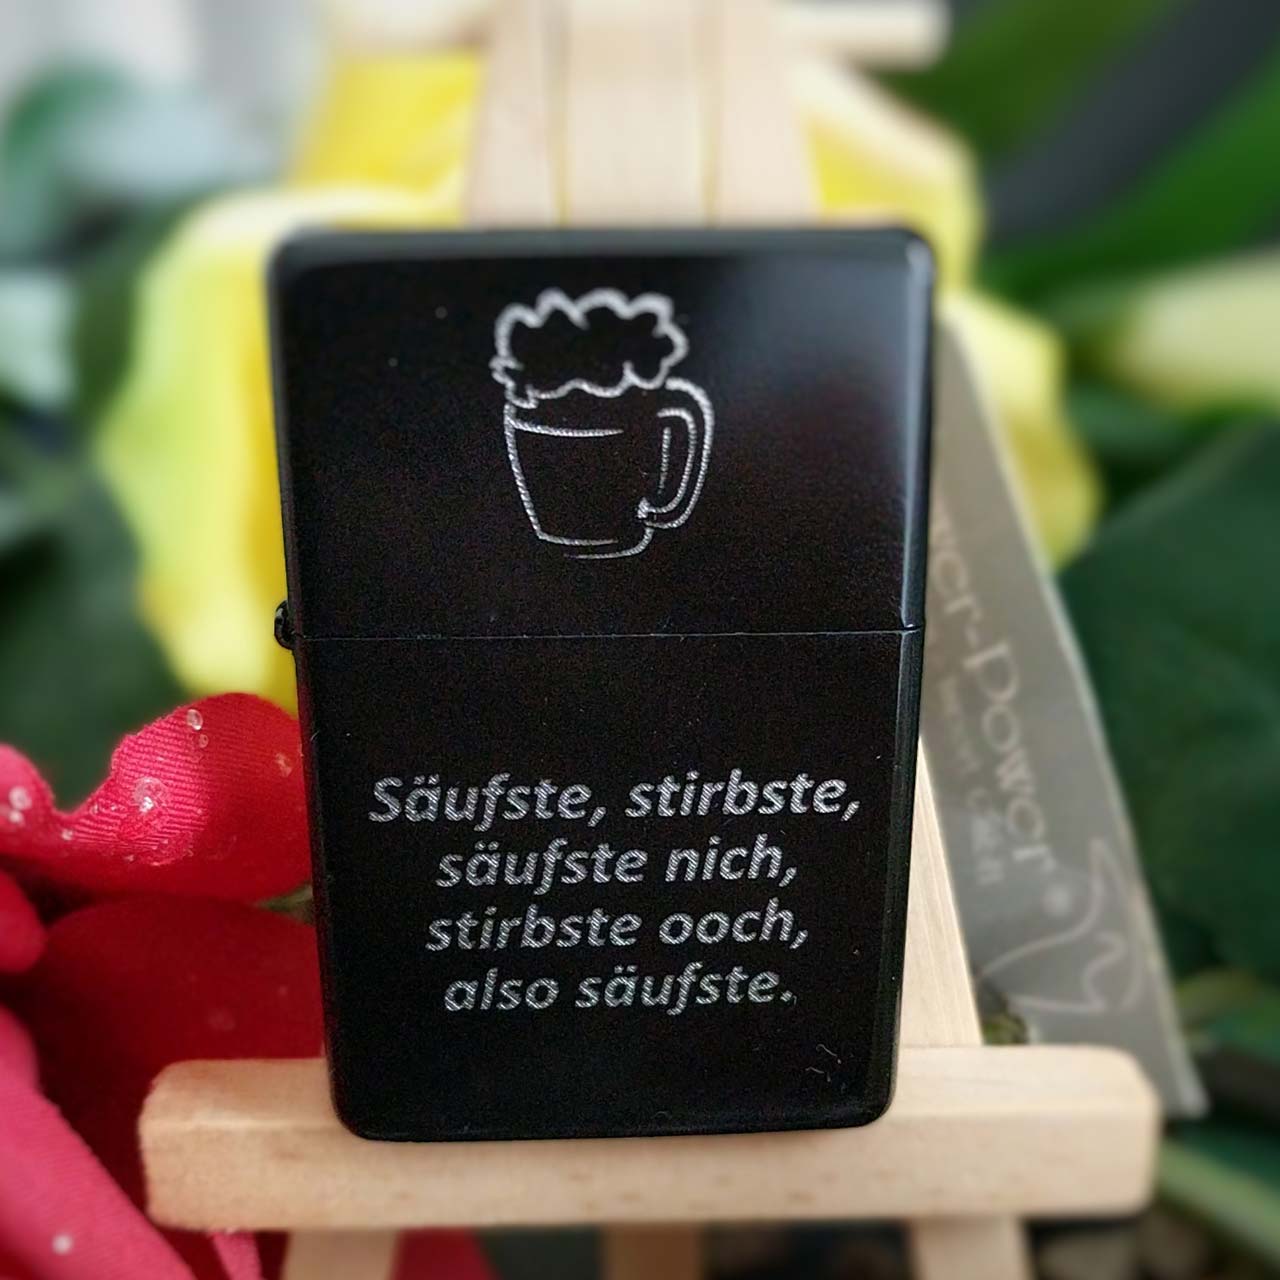 Säufste, stirbste,
säufste nich,
stirbste ooch,
also säufste.